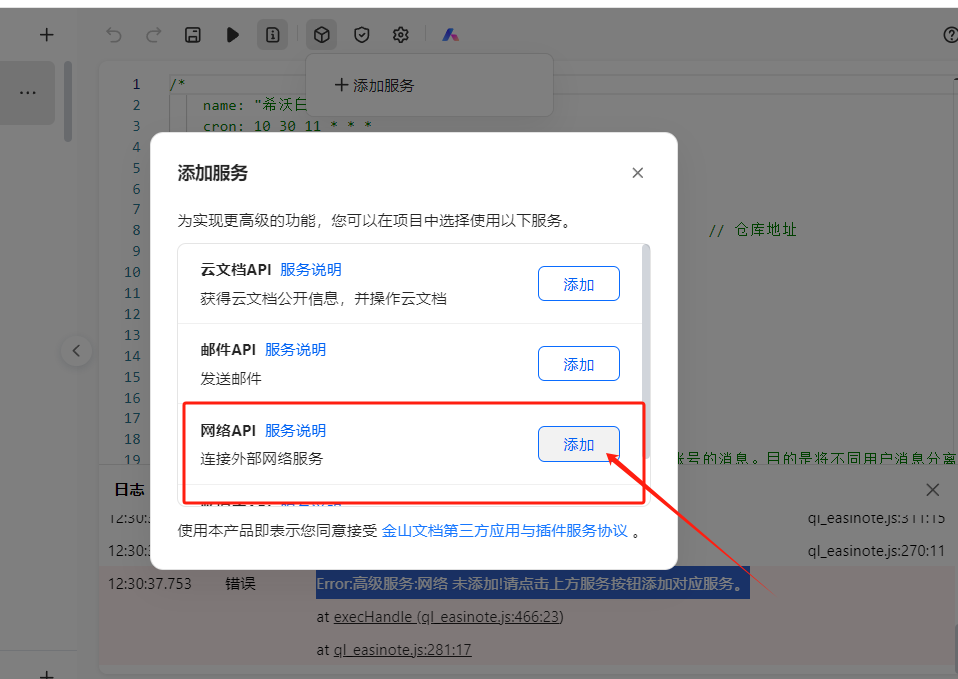 添加服务
1 /*
2 name: "希沃白
3 cron: 10 30 11 * * *
4
5
6
7
8 // 仓库地址
9
10
11
12
13
14
15
16
17
18
19 账号的消息。目的是将不同用户消息分离
添加服务
为实现更高级的功能，您可以在项目中选择使用以下服务。
云文档API 服务说明
获得云文档公开信息，并操作云文档
添加
邮件API 服务说明
发送邮件
添加
网络API 服务说明
连接外部网络服务
添加
使用本产品即表示您同意接受 金山文档第三方应用与插件服务协议 。
日志
12:30:
ql_easinote.js:311:15
12:30:
ql_easinote.js:270:11
12:30:37.753 错误 Error:高级服务:网络 未添加!请点击上方服务按钮添加对应服务。
at execHandle (ql_easinote.js:466:23)
at ql_easinote.js:281:17